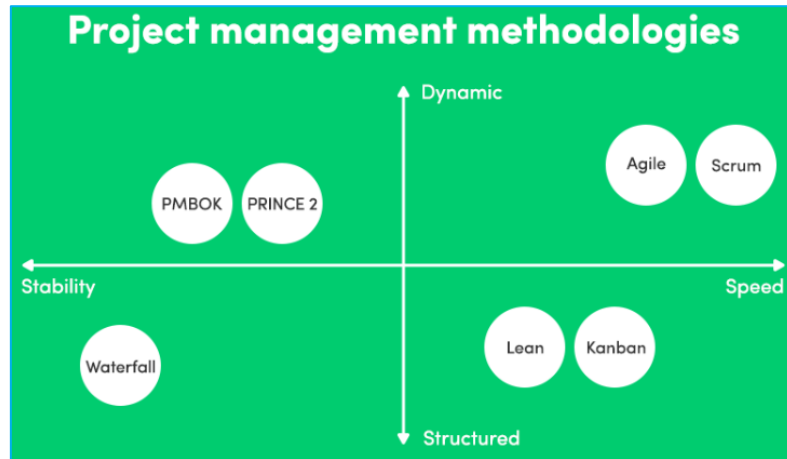 Project management methodologies
Dynamic
Agile
Scrum
PMBOK
PRINCE 2
Stability
Speed
Lean
Kanban
Waterfall
Structured